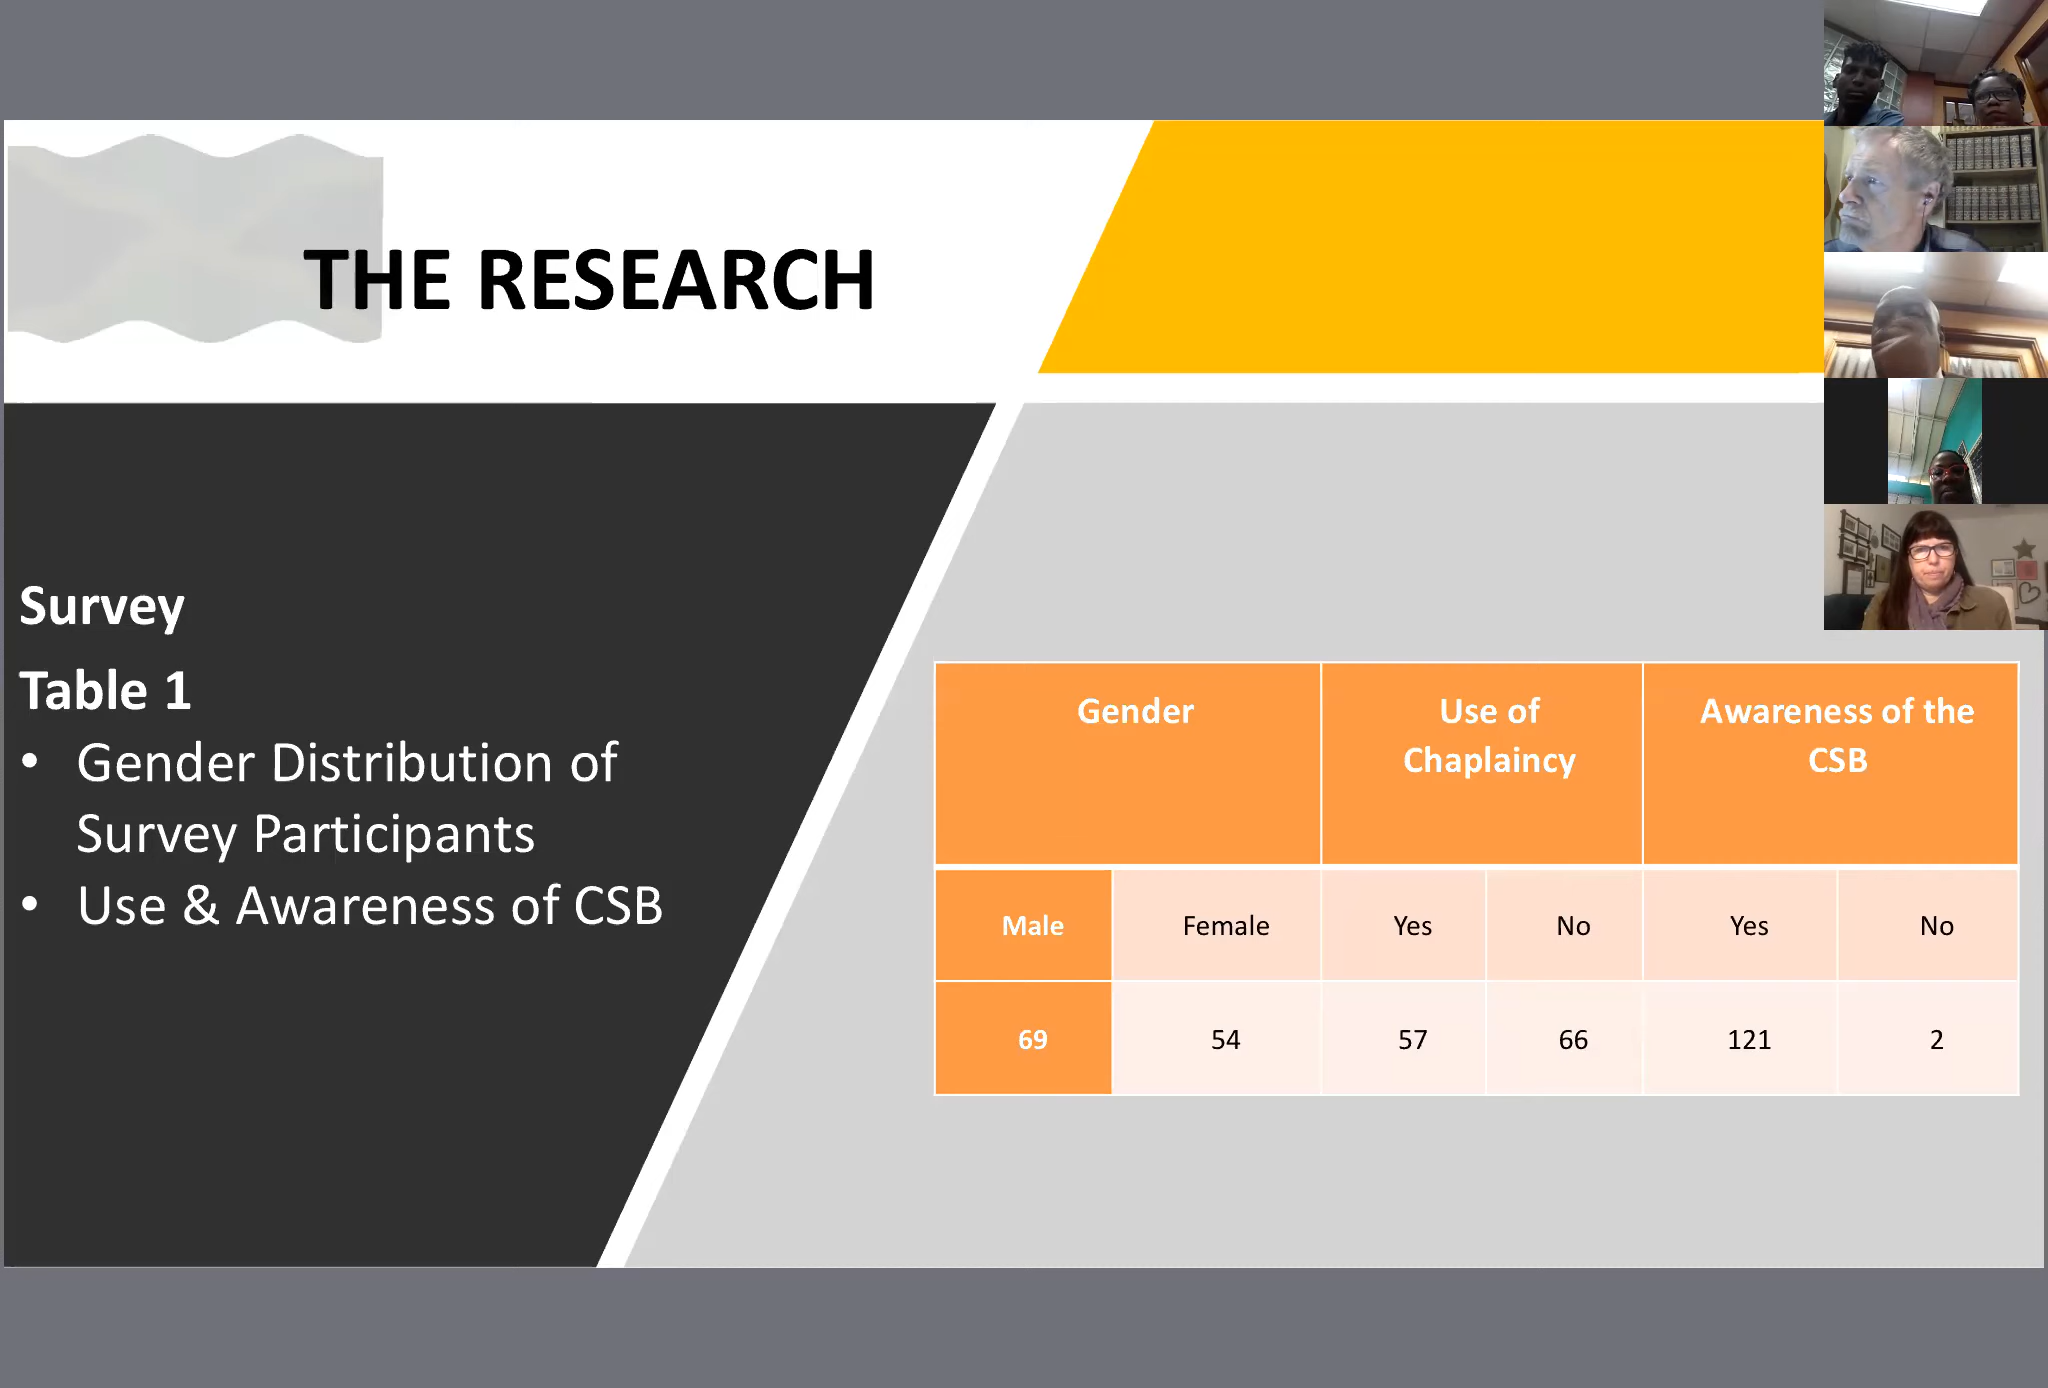 THE RESEARCH
Survey
Table 1
• Gender Distribution of
Survey Participants
• Use & Awareness of CSB
Gender
Use of
Chaplaincy
Awareness of the
CSB
Male Female Yes No Yes No
69 54 57 66 121 2